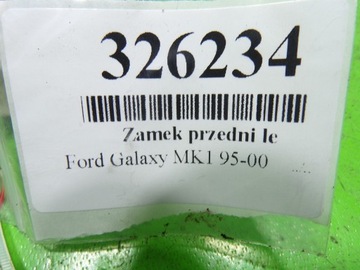 326234
Zamek przedni le
Ford Galaxy MK1 95-00